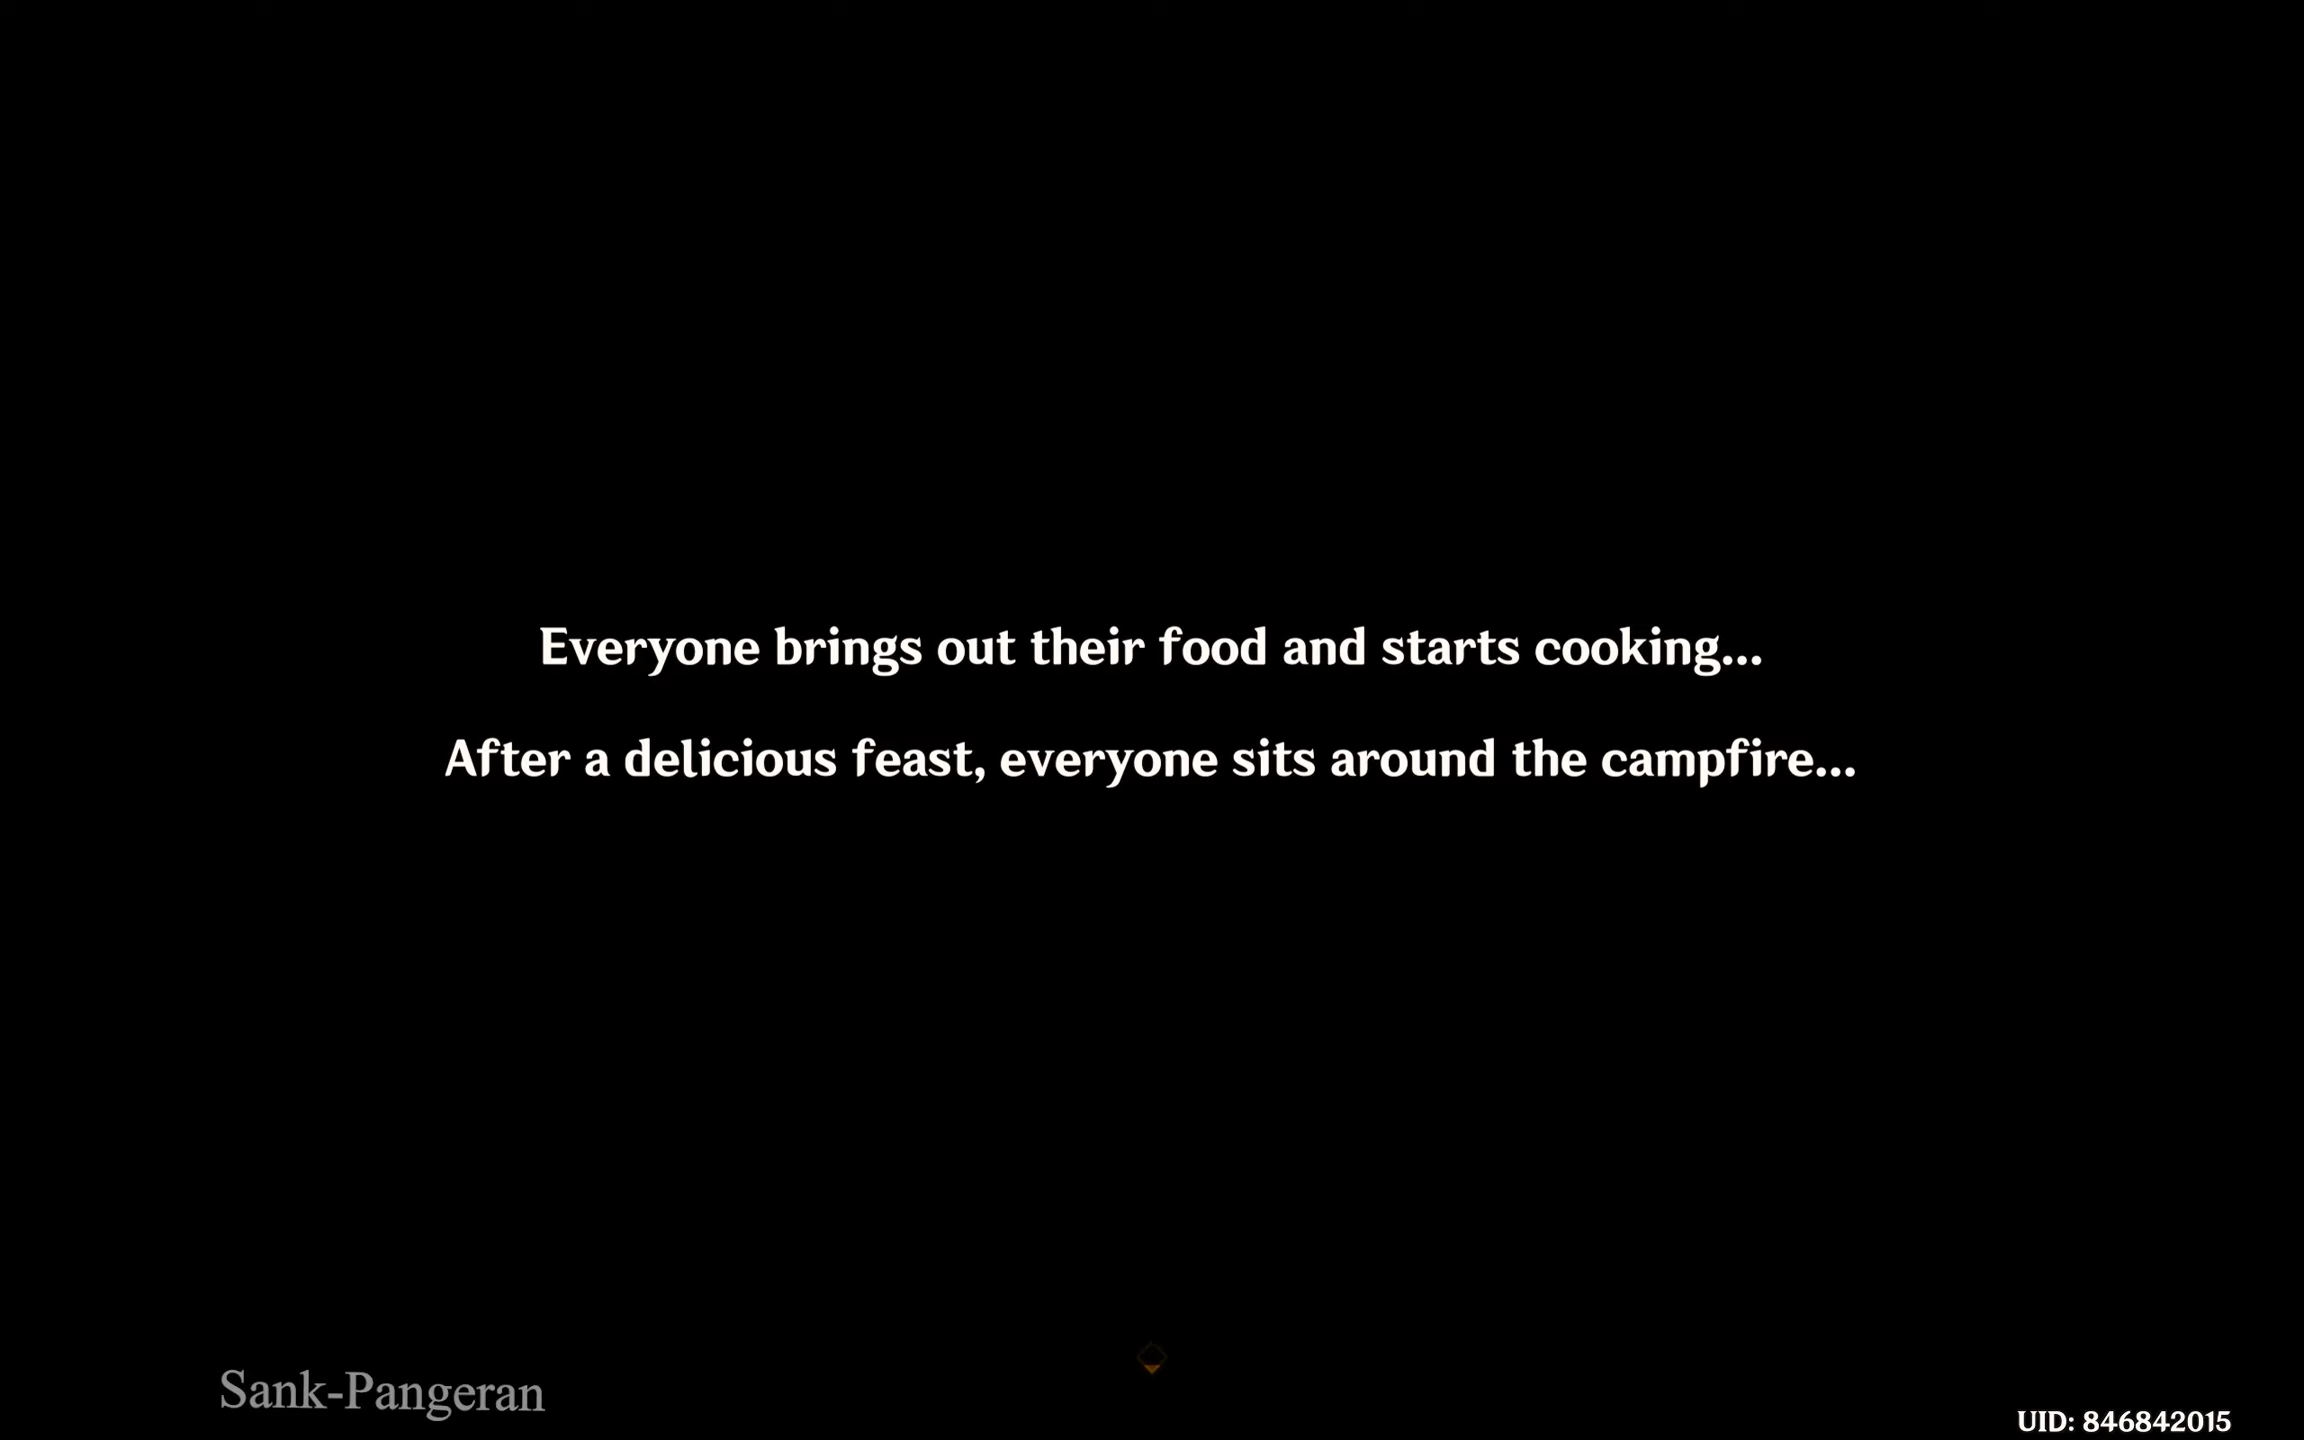 Everyone brings out their food and starts cooking...
After a delicious feast, everyone sits around the campfire...
Sank-Pangeran
UID: 846842015